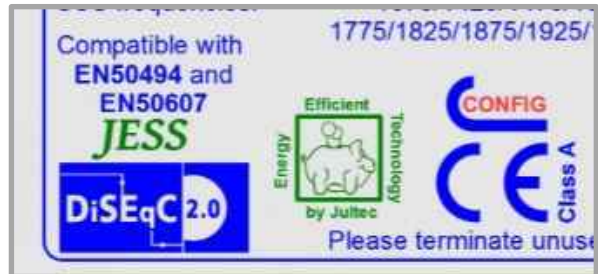 Compatible with
EN50494 and
EN50607
JESS
DiSEqC 2.0
1775/1825/1875/1925/
Efficient
Energy
Technology
by Jultec
CONFIG
CE
Class A
Please terminate unuse